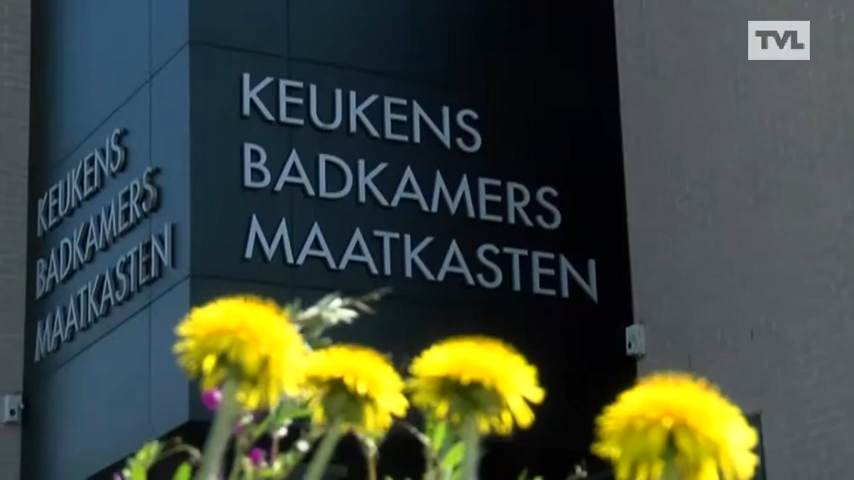 TVL
KEUKENS
BADKAMERS
MAATKASTEN
KEUKENS
BADKAMERS
MAATKASTEN